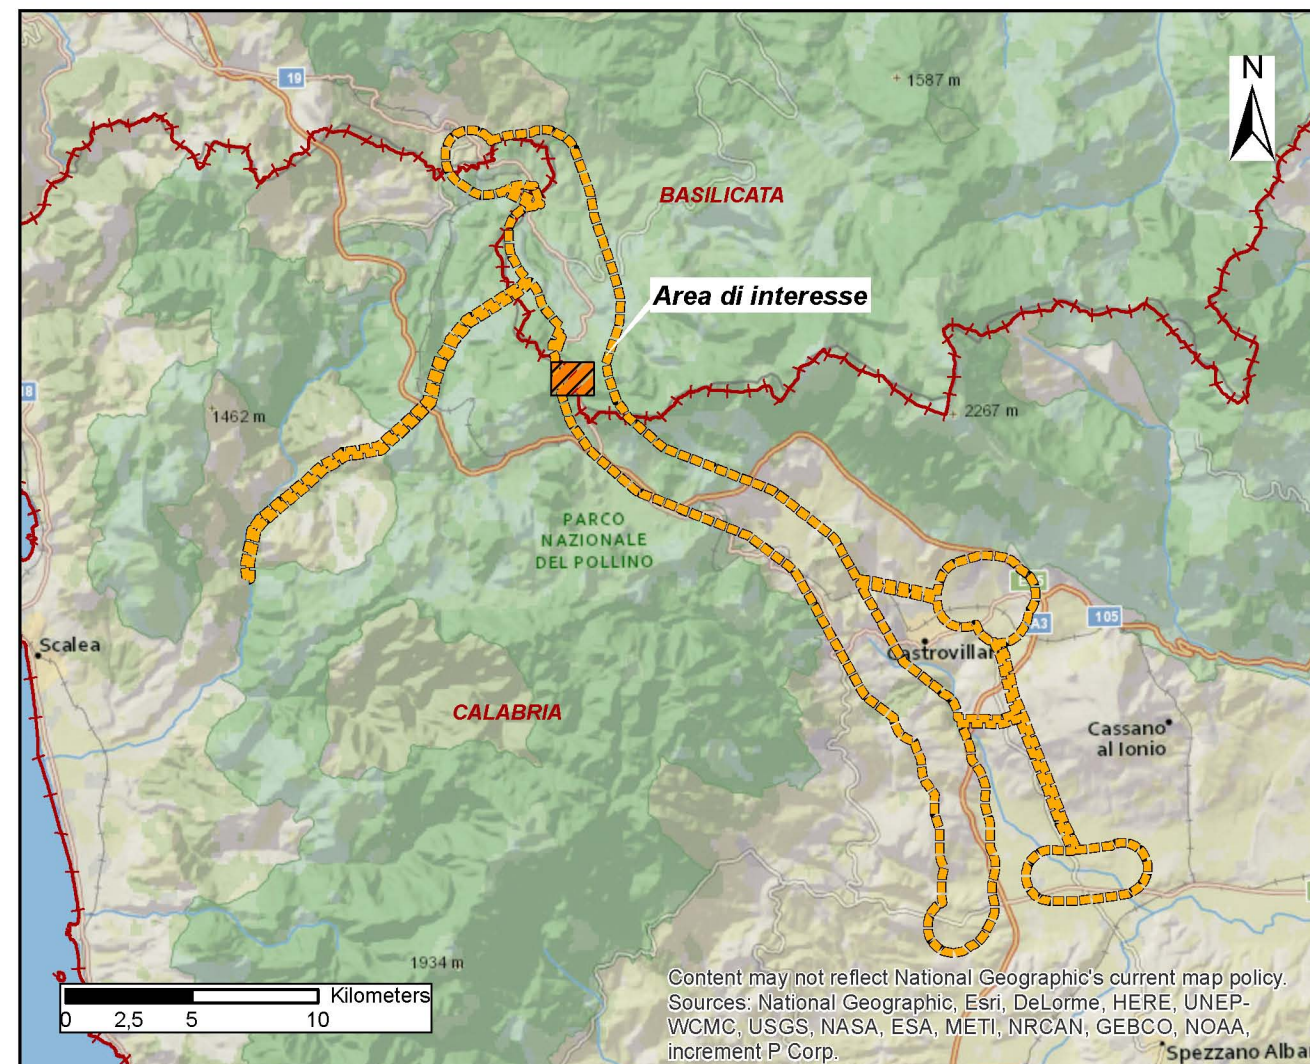 19
1587 m
N
BASILICATA
Area di interesse
1462 m
2267 m
PARCO
NAZIONALE
DEL POLLINO
A3
105
Scalea
Castrovillari
CALABRIA
Cassano
al Ionio
1934 m
Kilometers
0 2,5 5 10
Content may not reflect National Geographic's current map policy.
Sources: National Geographic, Esri, DeLorme, HERE, UNEP-
WCMC, USGS, NASA, ESA, METI, NRCAN, GEBCO, NOAA,
increment P Corp.
Spezzano Alba